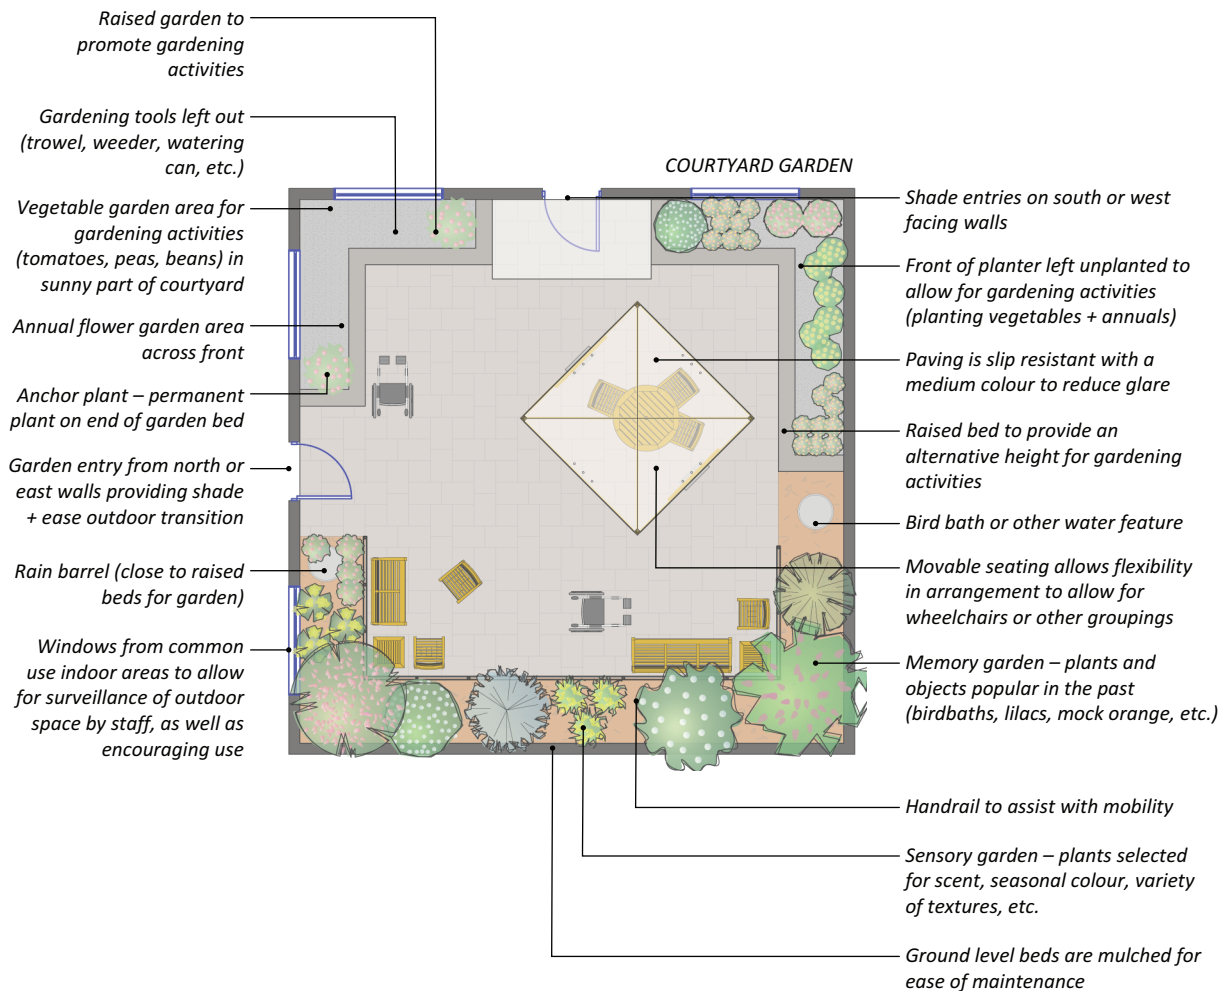 Raised garden to
promote gardening
activities
Gardening tools left out
(trowel, weeder, watering
can, etc.)
Vegetable garden area for
gardening activities
(tomatoes, peas, beans) in
sunny part of courtyard
Annual flower garden area
across front
Anchor plant – permanent
plant on end of garden bed
Garden entry from north or
east walls providing shade
+ ease outdoor transition
Rain barrel (close to raised
beds for garden)
Windows from common
use indoor areas to allow
for surveillance of outdoor
space by staff, as well as
encouraging use
COURTYARD GARDEN
Shade entries on south or west
facing walls
Front of planter left unplanted to
allow for gardening activities
(planting vegetables + annuals)
Paving is slip resistant with a
medium colour to reduce glare
Raised bed to provide an
alternative height for gardening
activities
Bird bath or other water feature
Movable seating allows flexibility
in arrangement to allow for
wheelchairs or other groupings
Memory garden – plants and
objects popular in the past
(birdbaths, lilacs, mock orange, etc.)
Handrail to assist with mobility
Sensory garden – plants selected
for scent, seasonal colour, variety
of textures, etc.
Ground level beds are mulched for
ease of maintenance